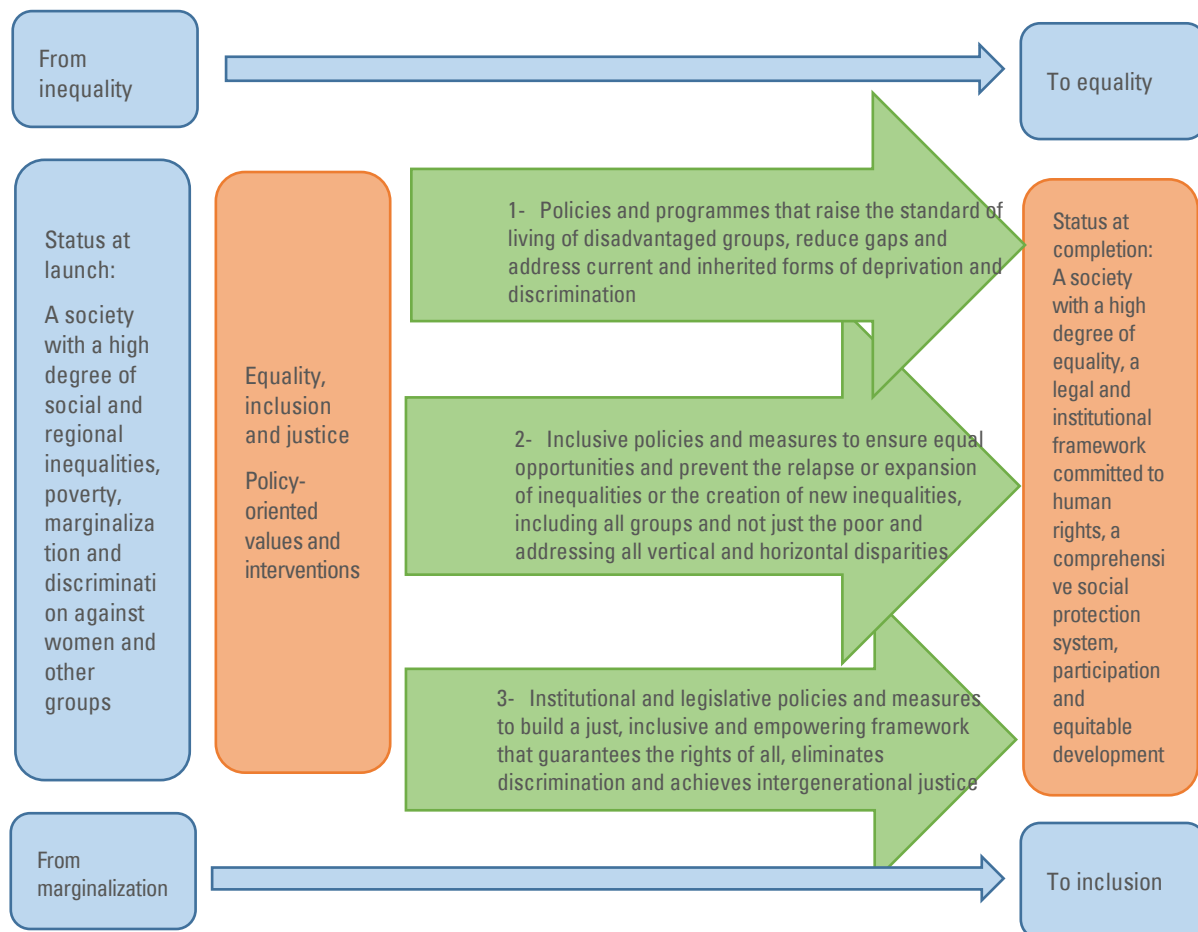 From
inequality
To equality
Status at
launch:
A society
with a high
degree of
social and
regional
inequalities,
poverty,
marginaliza
tion and
discriminati
on against
women and
other
groups
Equality,
inclusion
and justice
Policy-
oriented
values and
interventions
1- Policies and programmes that raise the standard of
living of disadvantaged groups, reduce gaps and
address current and inherited forms of deprivation and
discrimination
2- Inclusive policies and measures to ensure equal
opportunities and prevent the relapse or expansion
of inequalities or the creation of new inequalities,
including all groups and not just the poor and
addressing all vertical and horizontal disparities
3- Institutional and legislative policies and measures
to build a just, inclusive and empowering framework
that guarantees the rights of all, eliminates
discrimination and achieves intergenerational justice
Status at
completion:
A society
with a high
degree of
equality, a
legal and
institutional
framework
committed to
human
rights, a
comprehensi
ve social
protection
system,
participation
and
equitable
development
From
marginalization
To inclusion